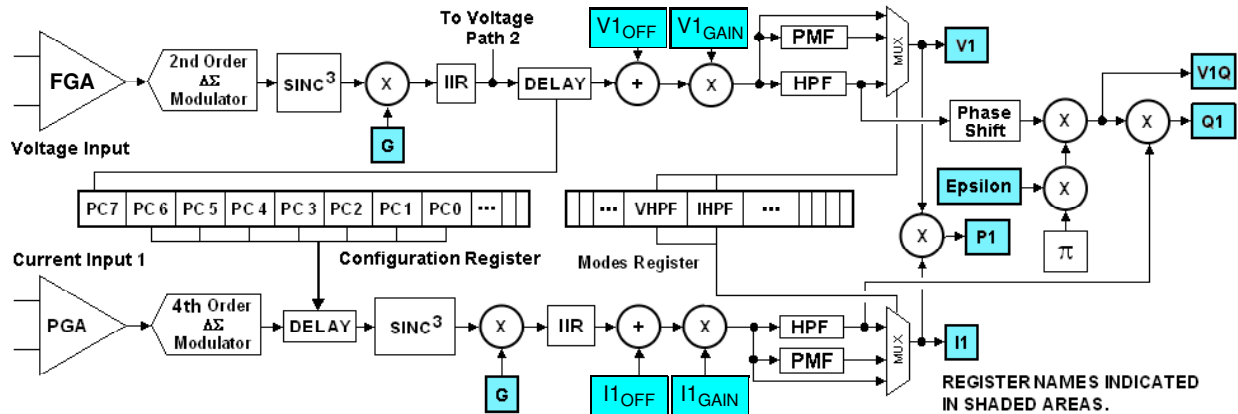 To Voltage
Path 2
V1OFF
V1GAIN
FGA
2nd Order
ΔΣ
Modulator
SINC3
X
IIR
DELAY
+
X
PMF
HPF
MUX
V1
V1Q
G
Voltage Input
Phase
Shift
X
X
Q1
Epsilon
X
π
PC7 PC 6 PC 5 PC 4 PC 3 PC2 PC1 PC0 ...
Configuration Register
... VHPF IHPF ...
Modes Register
X
P1
Current Input 1
PGA
4th Order
ΔΣ
Modulator
DELAY
SINC3
X
IIR
+
X
HPF
PMF
MUX
I1
G
I1OFF
I1GAIN
REGISTER NAMES INDICATED
IN SHADED AREAS.